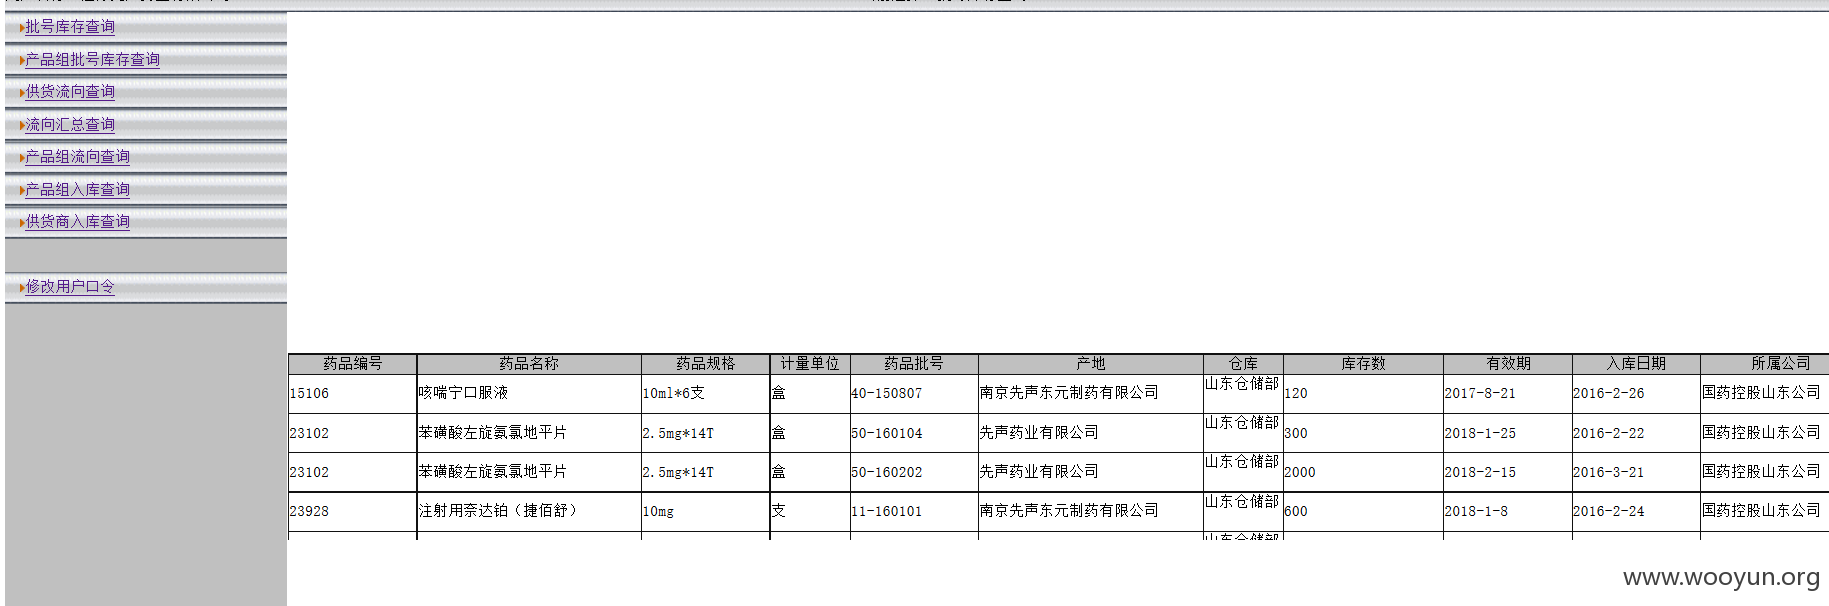 批号库存查询
产品组批号库存查询
供货流向查询
流向汇总查询
产品组流向查询
产品组入库查询
供货商入库查询
修改用户口令
药品编号 药品名称 药品规格 计量单位 药品批号 产地 仓库 库存数 有效期 入库日期 所属公司
15106 咳喘宁口服液 10ml*6支 盒 40-150807 南京先声东元制药有限公司 山东仓储部 120 2017-8-21 2016-2-26 国药控股山东公司
23102 苯磺酸左旋氨氯地平片 2.5mg*14T 盒 50-160104 先声药业有限公司 山东仓储部 300 2018-1-25 2016-2-22 国药控股山东公司
23102 苯磺酸左旋氨氯地平片 2.5mg*14T 盒 50-160202 先声药业有限公司 山东仓储部 2000 2018-2-15 2016-3-21 国药控股山东公司
23928 注射用奈达铂（捷佰舒） 10mg 支 11-160101 南京先声东元制药有限公司 山东仓储部 600 2018-1-8 2016-2-24 国药控股山东公司
山东仓储部
www.wooyun.org